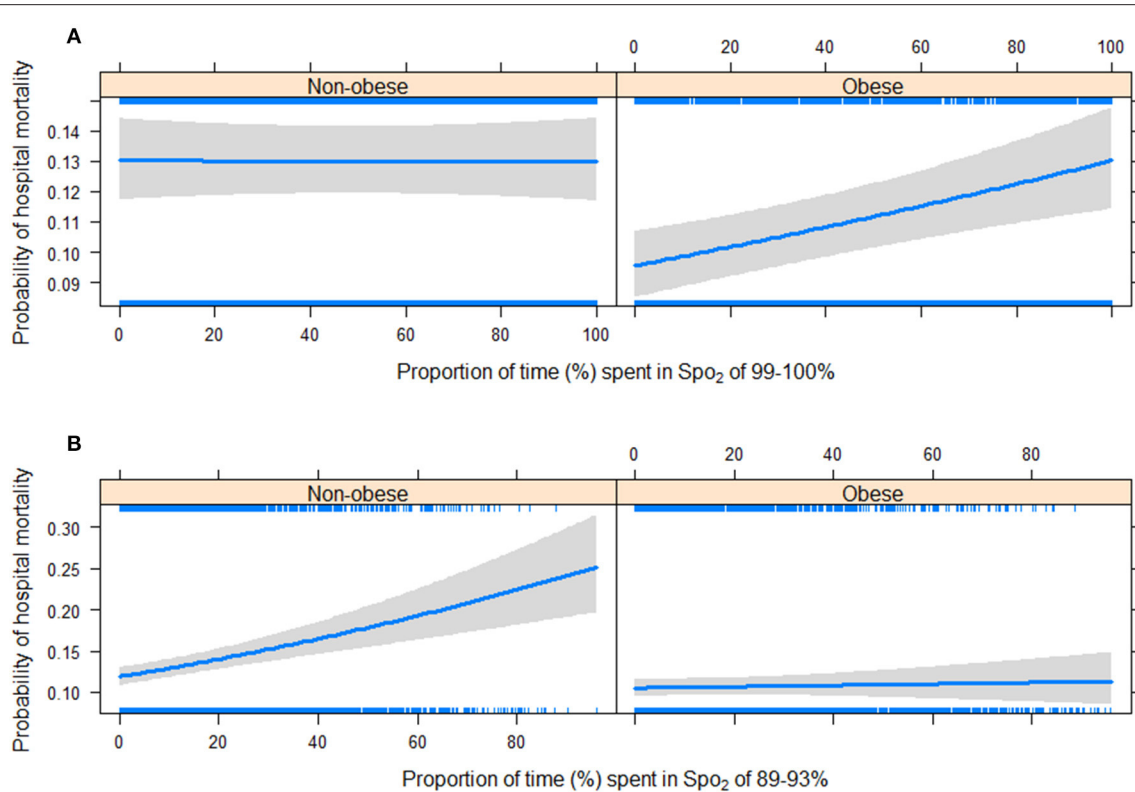 A
0 20 40 60 80 100
Non-obese Obese
Probability of hospital mortality
0.14
0.13
0.12
0.11
0.10
0.09
0 20 40 60 80 100
Proportion of time (%) spent in Spo₂ of 99-100%
B
0 20 40 60 80
Non-obese Obese
Probability of hospital mortality
0.30
0.25
0.20
0.15
0.10
0 20 40 60 80
Proportion of time (%) spent in Spo₂ of 89-93%